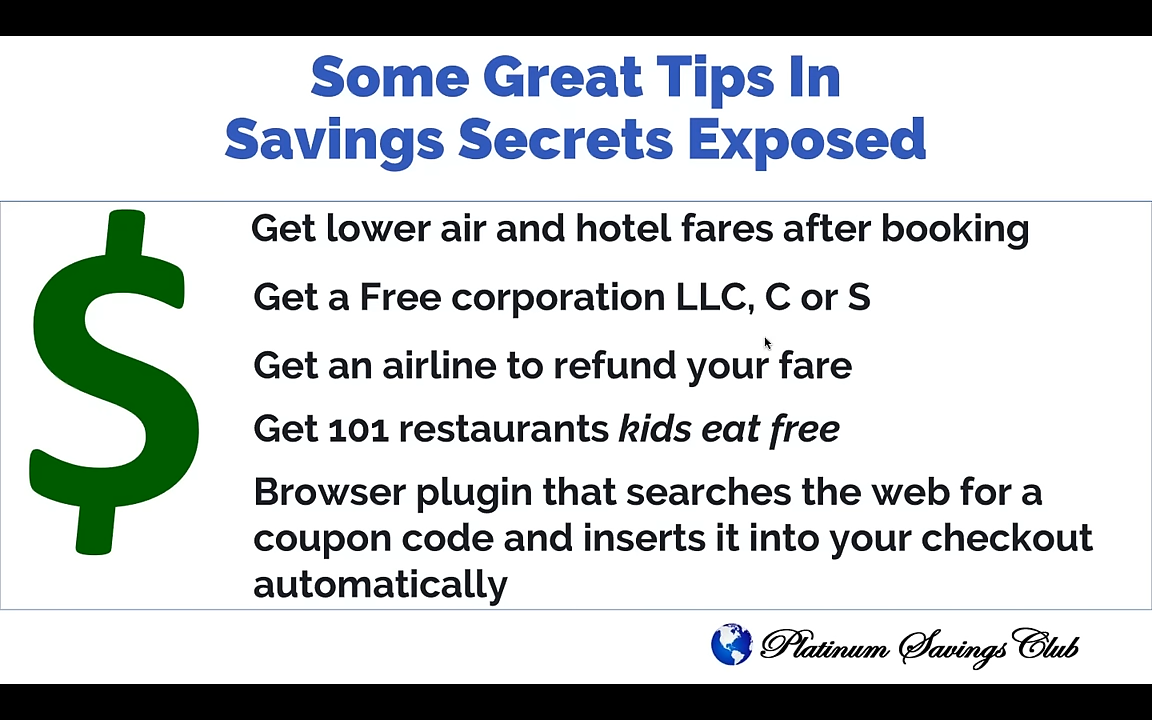 Some Great Tips In
Savings Secrets Exposed
Get lower air and hotel fares after booking
Get a Free corporation LLC, C or S
Get an airline to refund your fare
Get 101 restaurants kids eat free
Browser plugin that searches the web for a
coupon code and inserts it into your checkout
automatically
Platinum Savings Club